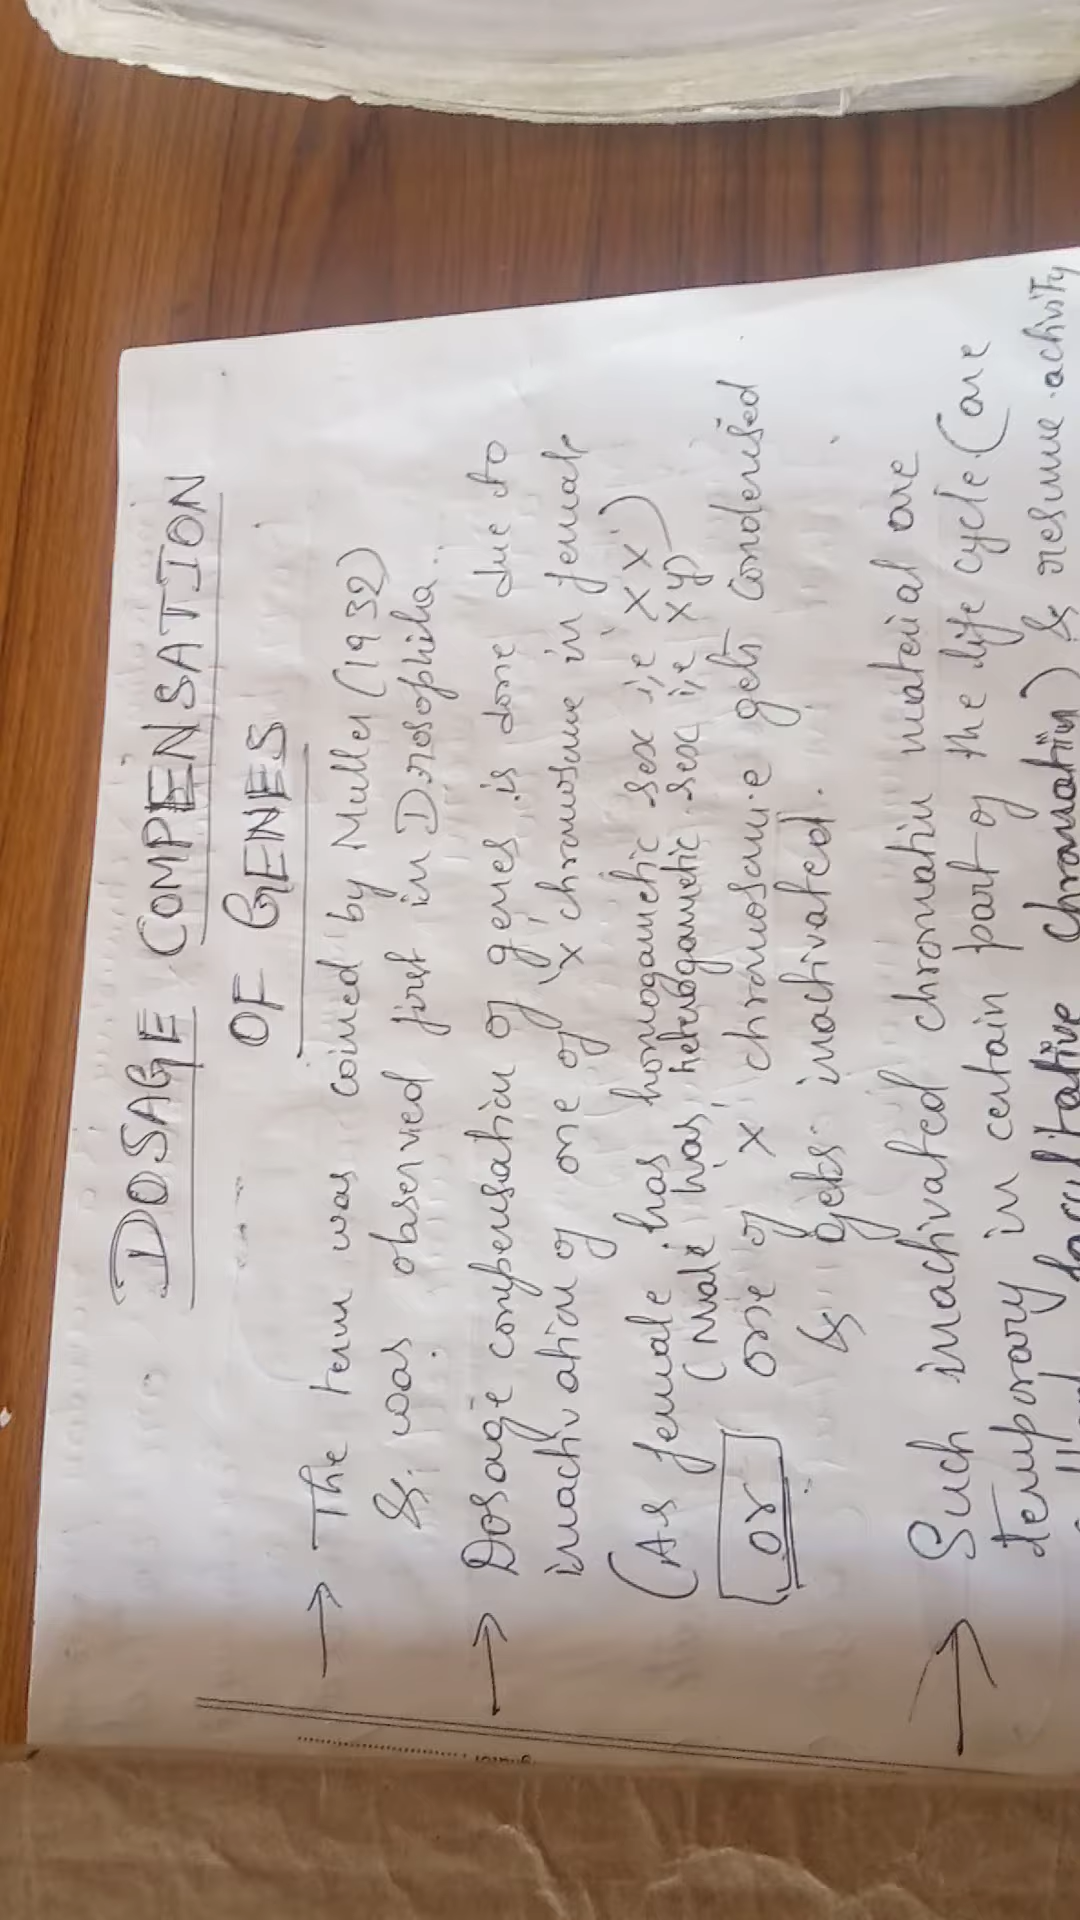 DOSAGE COMPENSATION
OF GENES
→ The term was coined by Muller (1932)
& was observed first in Drosophila.
→ Dosage compensation of genes is done due to
inactivation of one of x chromosome in female
(As female has homogametic sex i,e XX)
(Male has heterogametic sex i,e XY)
or one of x chromosome gets condensed
& gets inactivated.
→ Such inactivated chromatin material are
temporary in certain part of the life cycle (are
facultative chromatin) & resume activity